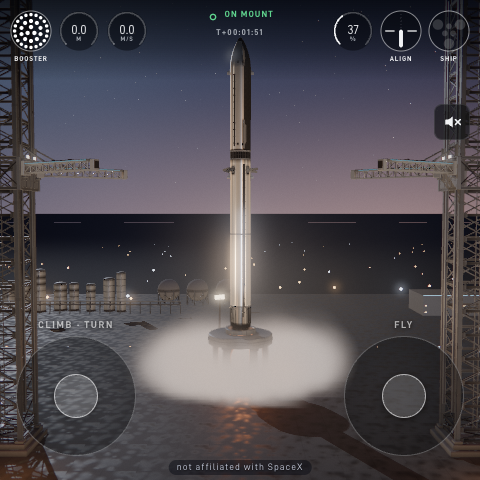 ON MOUNT
T+00:01:51
0.0
M
0.0
M/S
37
%
BOOSTER
ALIGN
SHIP
CLIMB · TURN
FLY
not affiliated with SpaceX